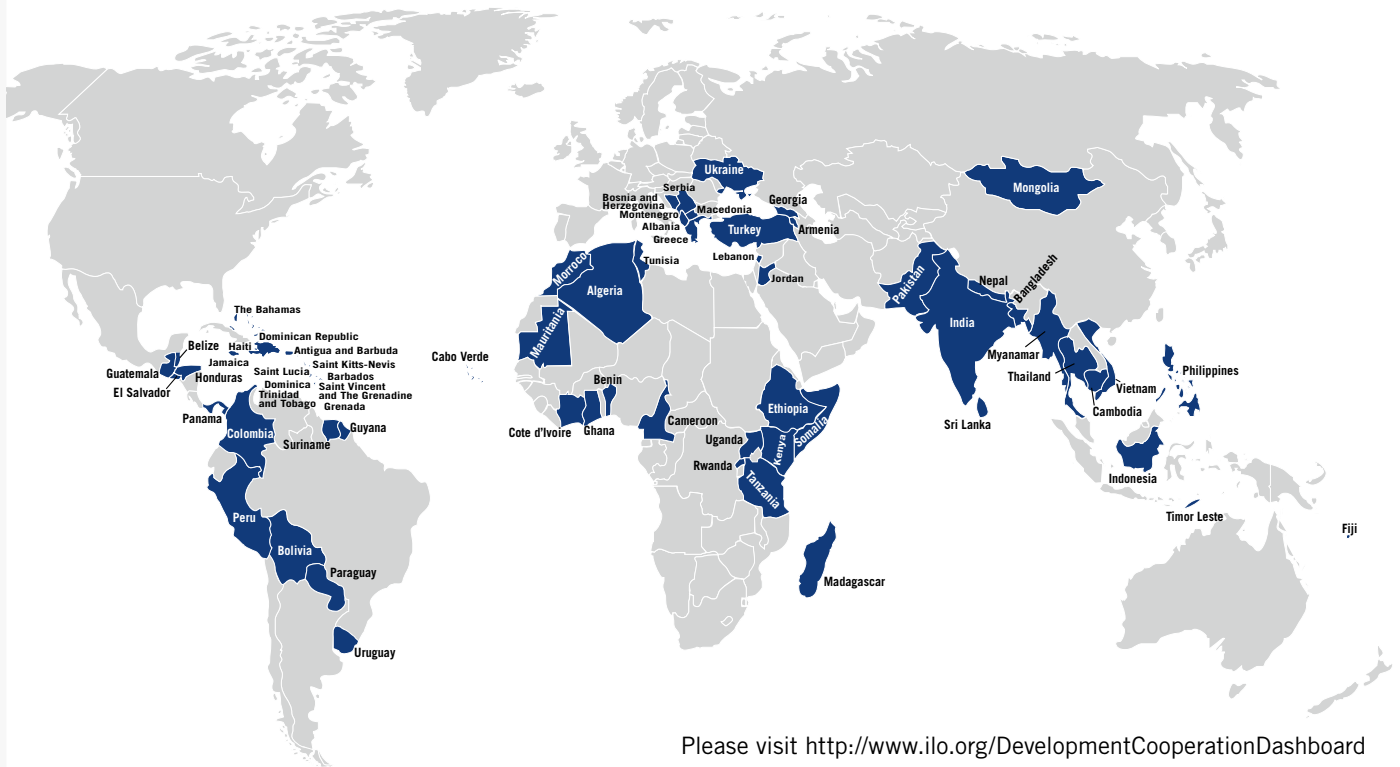 Ukraine
Mongolia
Serbia
Bosnia and
Herzegovina
Georgia
Macedonia
Montenegro
Albania
Turkey
Armenia
Greece
Lebanon
Tunisia
Morroco
Jordan
Algeria
Pakistan
Nepal
Bangladesh
The Bahamas
India
Mauritania
Dominican Republic
Belize
Haiti
Antigua and Barbuda
Cabo Verde
Myanamar
Jamaica
Saint Kitts-Nevis
Guatemala
Honduras
Saint Lucia
Barbados
Thailand
Philippines
El Salvador
Dominica
Saint Vincent
and The Grenadine
Benin
Vietnam
Trinidad
and Tobago
Grenada
Ethiopia
Cambodia
Panama
Cameroon
Sri Lanka
Colombia
Guyana
Cote d'Ivoire
Ghana
Somalia
Suriname
Uganda
Kenya
Rwanda
Indonesia
Tanzania
Peru
Timor Leste
Fiji
Bolivia
Paraguay
Madagascar
Uruguay
Please visit http://www.ilo.org/DevelopmentCooperationDashboard